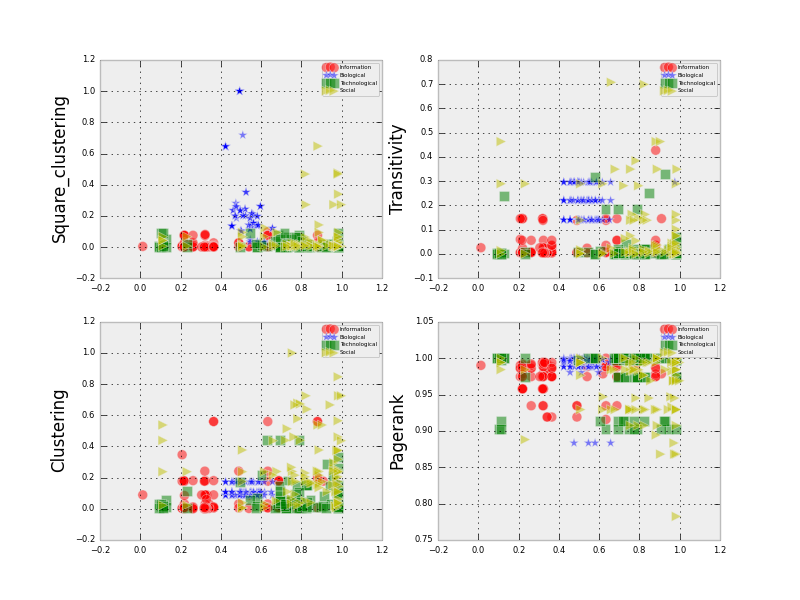 Square_clustering
1.2
1.0
0.8
0.6
0.4
0.2
0.0
−0.2
−0.2 0.0 0.2 0.4 0.6 0.8 1.0 1.2
Information
Biological
Technological
Social
Transitivity
0.8
0.7
0.6
0.5
0.4
0.3
0.2
0.1
0.0
−0.1
−0.2 0.0 0.2 0.4 0.6 0.8 1.0 1.2
Information
Biological
Technological
Social
Clustering
1.2
1.0
0.8
0.6
0.4
0.2
0.0
−0.2
−0.2 0.0 0.2 0.4 0.6 0.8 1.0 1.2
Information
Biological
Technological
Social
Pagerank
1.05
1.00
0.95
0.90
0.85
0.80
0.75
−0.2 0.0 0.2 0.4 0.6 0.8 1.0 1.2
Information
Biological
Technological
Social